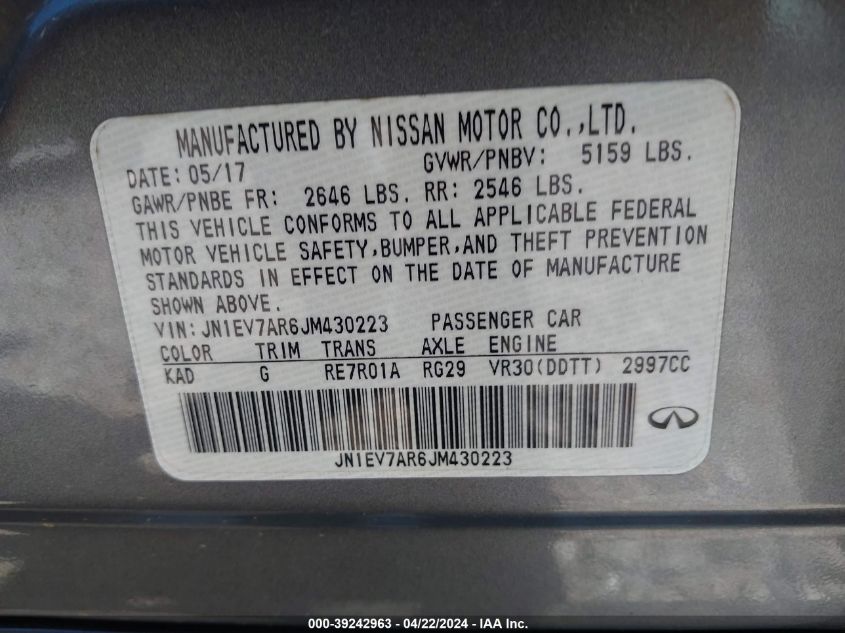 MANUFACTURED BY NISSAN MOTOR CO.,LTD.
DATE: 05/17 GVWR/PNBV: 5159 LBS.
GAWR/PNBE FR: 2646 LBS. RR: 2546 LBS.
THIS VEHICLE CONFORMS TO ALL APPLICABLE FEDERAL
MOTOR VEHICLE SAFETY,BUMPER,AND THEFT PREVENTION
STANDARDS IN EFFECT ON THE DATE OF MANUFACTURE
SHOWN ABOVE.
VIN: JN1EV7AR6JM430223 PASSENGER CAR
COLOR TRIM TRANS AXLE ENGINE
KAD G RE7R01A RG29 VR30(DDTT) 2997CC
JN1EV7AR6JM430223
000-39242963 - 04/22/2024 - IAA Inc.